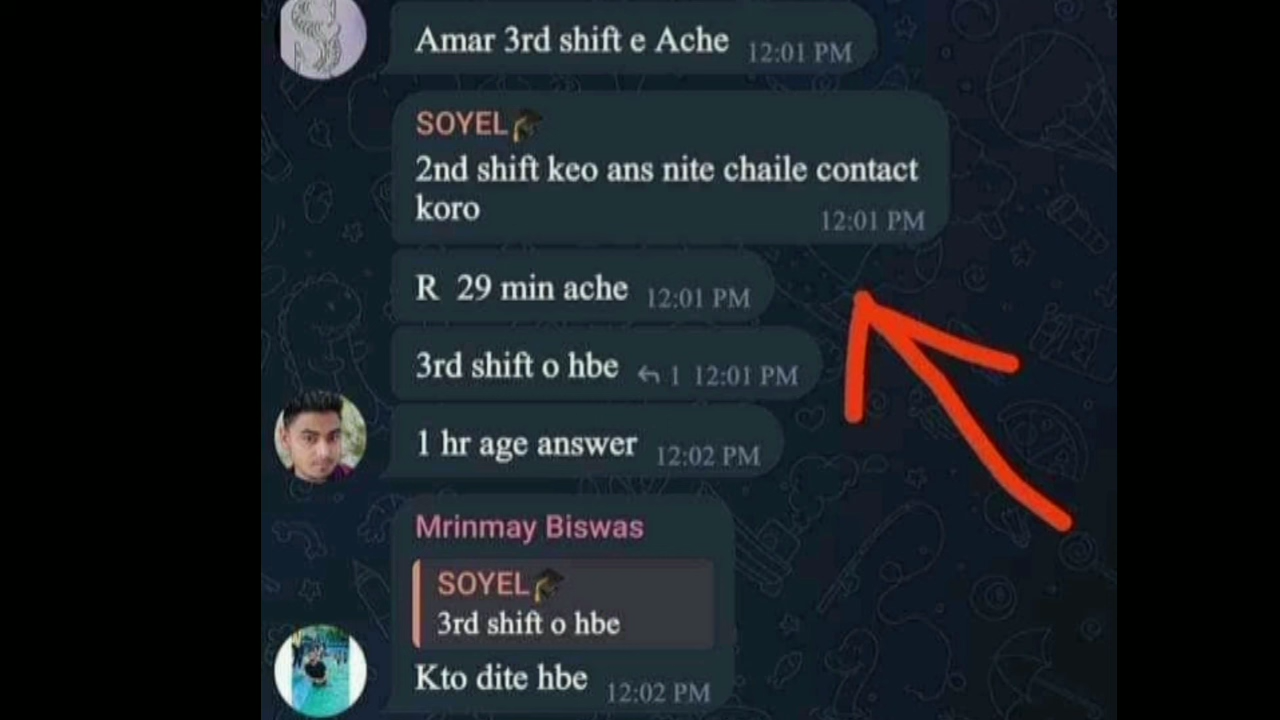 Amar 3rd shift e Ache 12:01 PM
SOYEL🎓
2nd shift keo ans nite chaile contact
koro 12:01 PM
R 29 min ache 12:01 PM
3rd shift o hbe 1 12:01 PM
1 hr age answer 12:02 PM
Mrinmay Biswas
SOYEL🎓
3rd shift o hbe
Kto dite hbe 12:02 PM